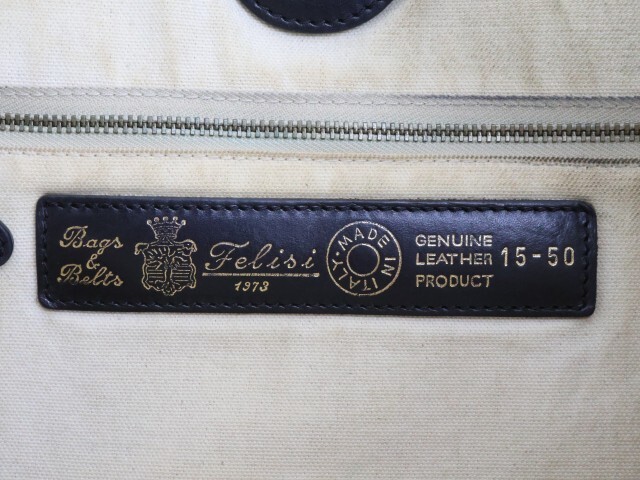 Bags
&
Belts
Felisi
1973
MADE IN ITALY
GENUINE
LEATHER
PRODUCT
15-50